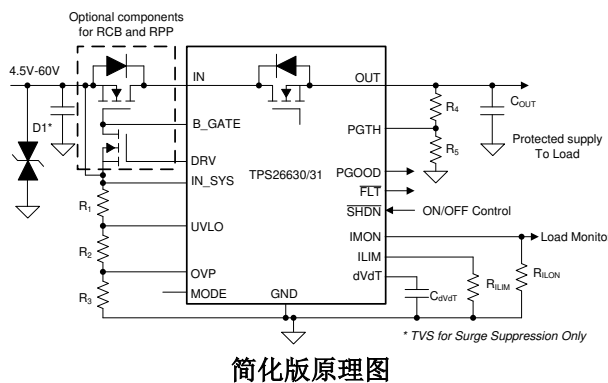 Optional components
for RCB and RPP
4.5V-60V
D1*
IN
OUT
B_GATE
DRV
IN_SYS
UVLO
OVP
MODE
GND
TPS26630/31
PGTH
PGOOD
FLT
SHDN
IMON
ILIM
dVdT
R1
R2
R3
R4
R5
COUT
Protected supply
To Load
ON/OFF Control
Load Monito
RILON
RILIM
CdVdT
* TVS for Surge Suppression Only
简化版原理图